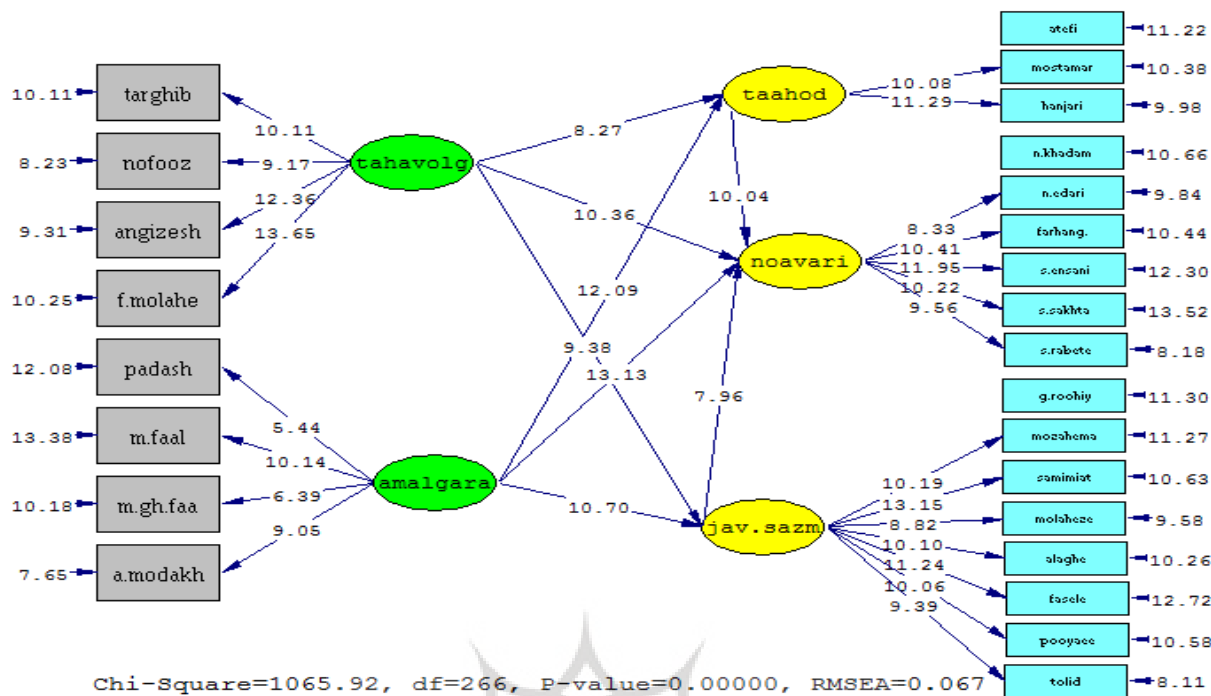 10.11 targhib
8.23 nofooz
9.31 angizesh
10.25 f.molahe
12.08 padash
13.38 m.faal
10.18 m.gh.faa
7.65 a.modakh
10.11
9.17
12.36
13.65
5.44
10.14
6.39
9.05
tahavolg
amalgara
8.27
10.36
9.38
12.09
13.13
10.70
10.04
7.96
taahod
noavari
jav.sazm
10.08
11.29
8.33
10.41
11.95
10.22
9.56
10.19
13.15
8.82
10.10
11.24
10.06
9.39
atefi 11.22
mostamar 10.38
hanjari 9.98
n.khadam 10.66
n.edari 9.84
farhang. 10.44
s.ensani 12.30
s.sakhta 13.52
s.rabete 8.18
g.roohiy 11.30
mozahema 11.27
samimiat 10.63
molaheze 9.58
alaghe 10.26
fasele 12.72
pooyaee 10.58
tolid 8.11
Chi-Square=1065.92, df=266, P-value=0.00000, RMSEA=0.067